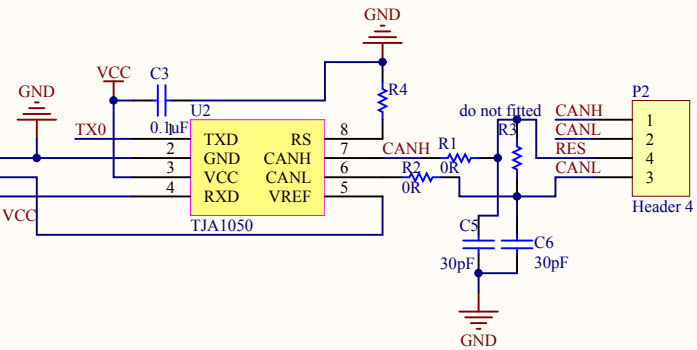 GND
VCC
C3
0.1uF
GND
TX0
U2
TXD
GND
VCC
RXD
RS
CANH
CANL
VREF
1
2
3
4
8
7
6
5
TJA1050
VCC
R4
CANH
R1
0R
R2
0R
do not fitted
R3
C5
30pF
C6
30pF
GND
P2
CANH
CANL
RES
CANL
1
2
4
3
Header 4